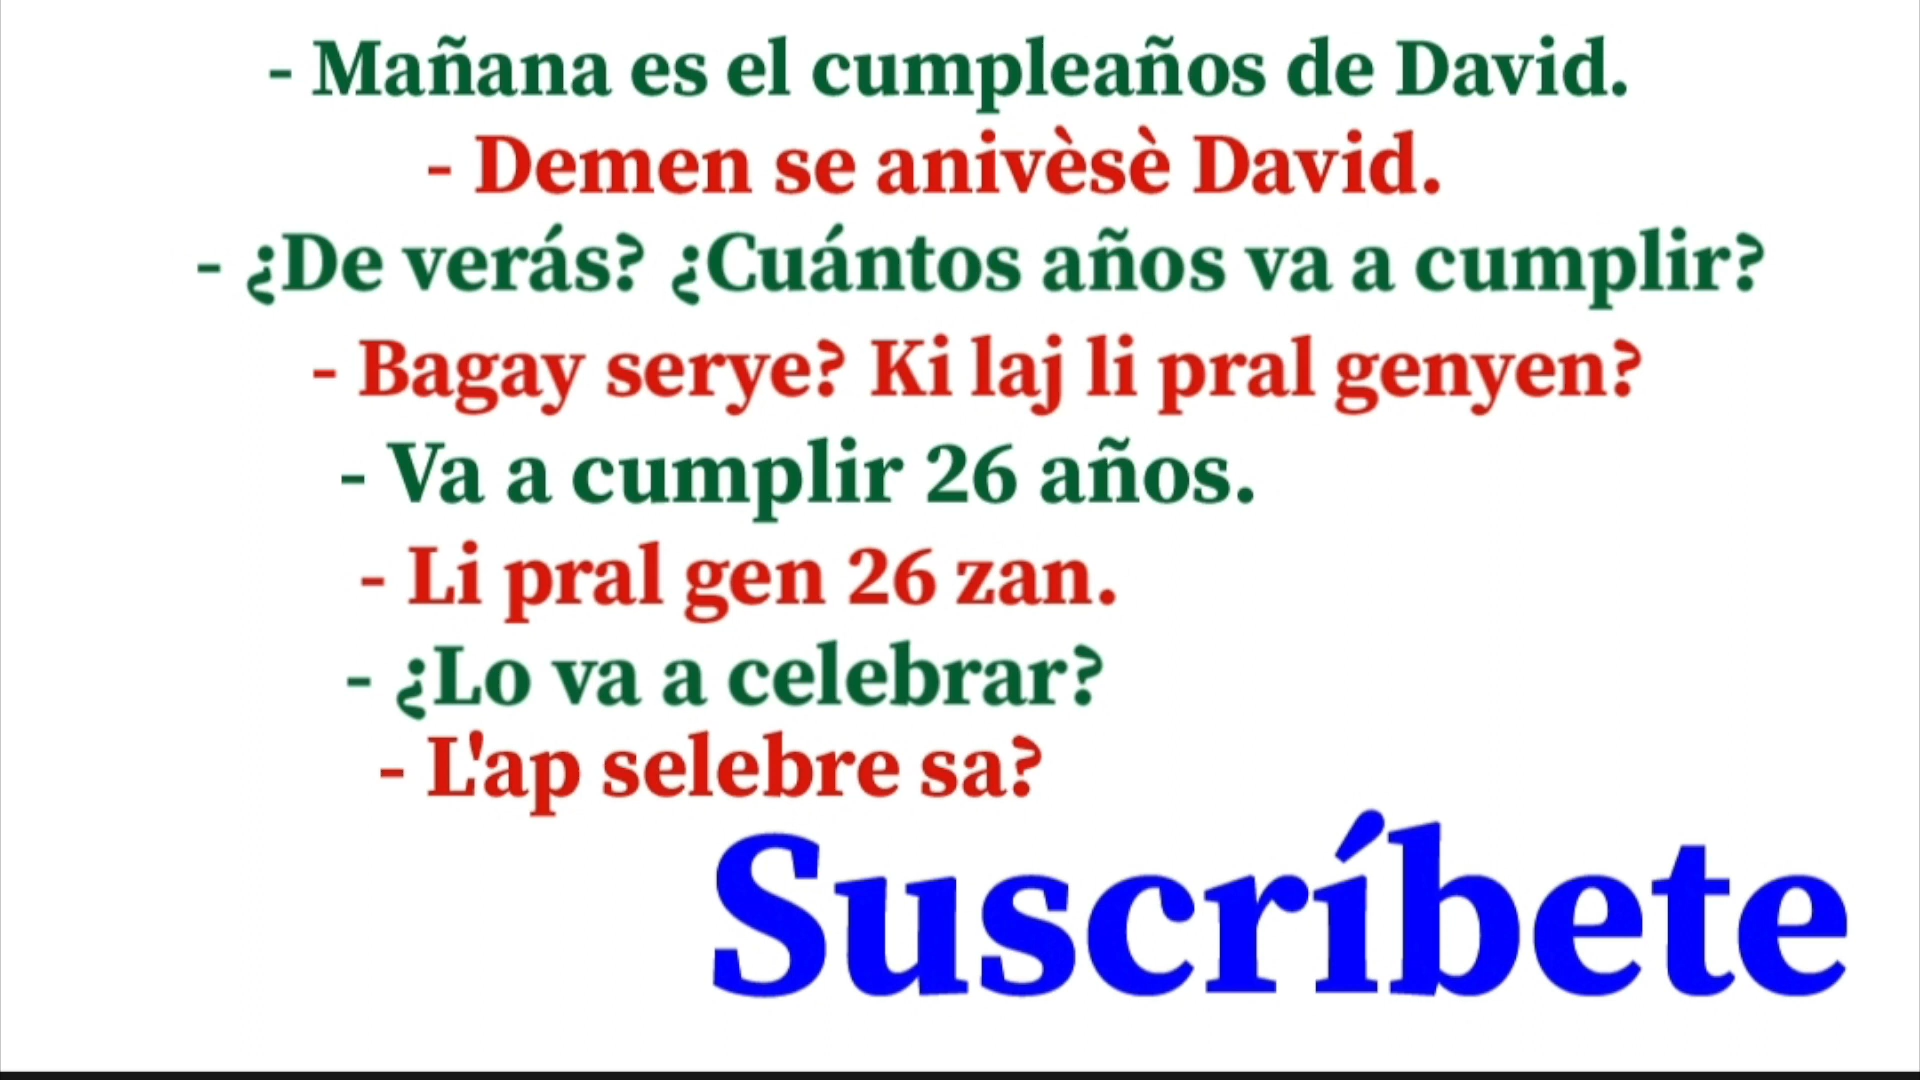 - Mañana es el cumpleaños de David.
- Demen se anivèsè David.
- ¿De verás? ¿Cuántos años va a cumplir?
- Bagay serye? Ki laj li pral genyen?
- Va a cumplir 26 años.
- Li pral gen 26 zan.
- ¿Lo va a celebrar?
- L'ap selebre sa?
Suscríbete